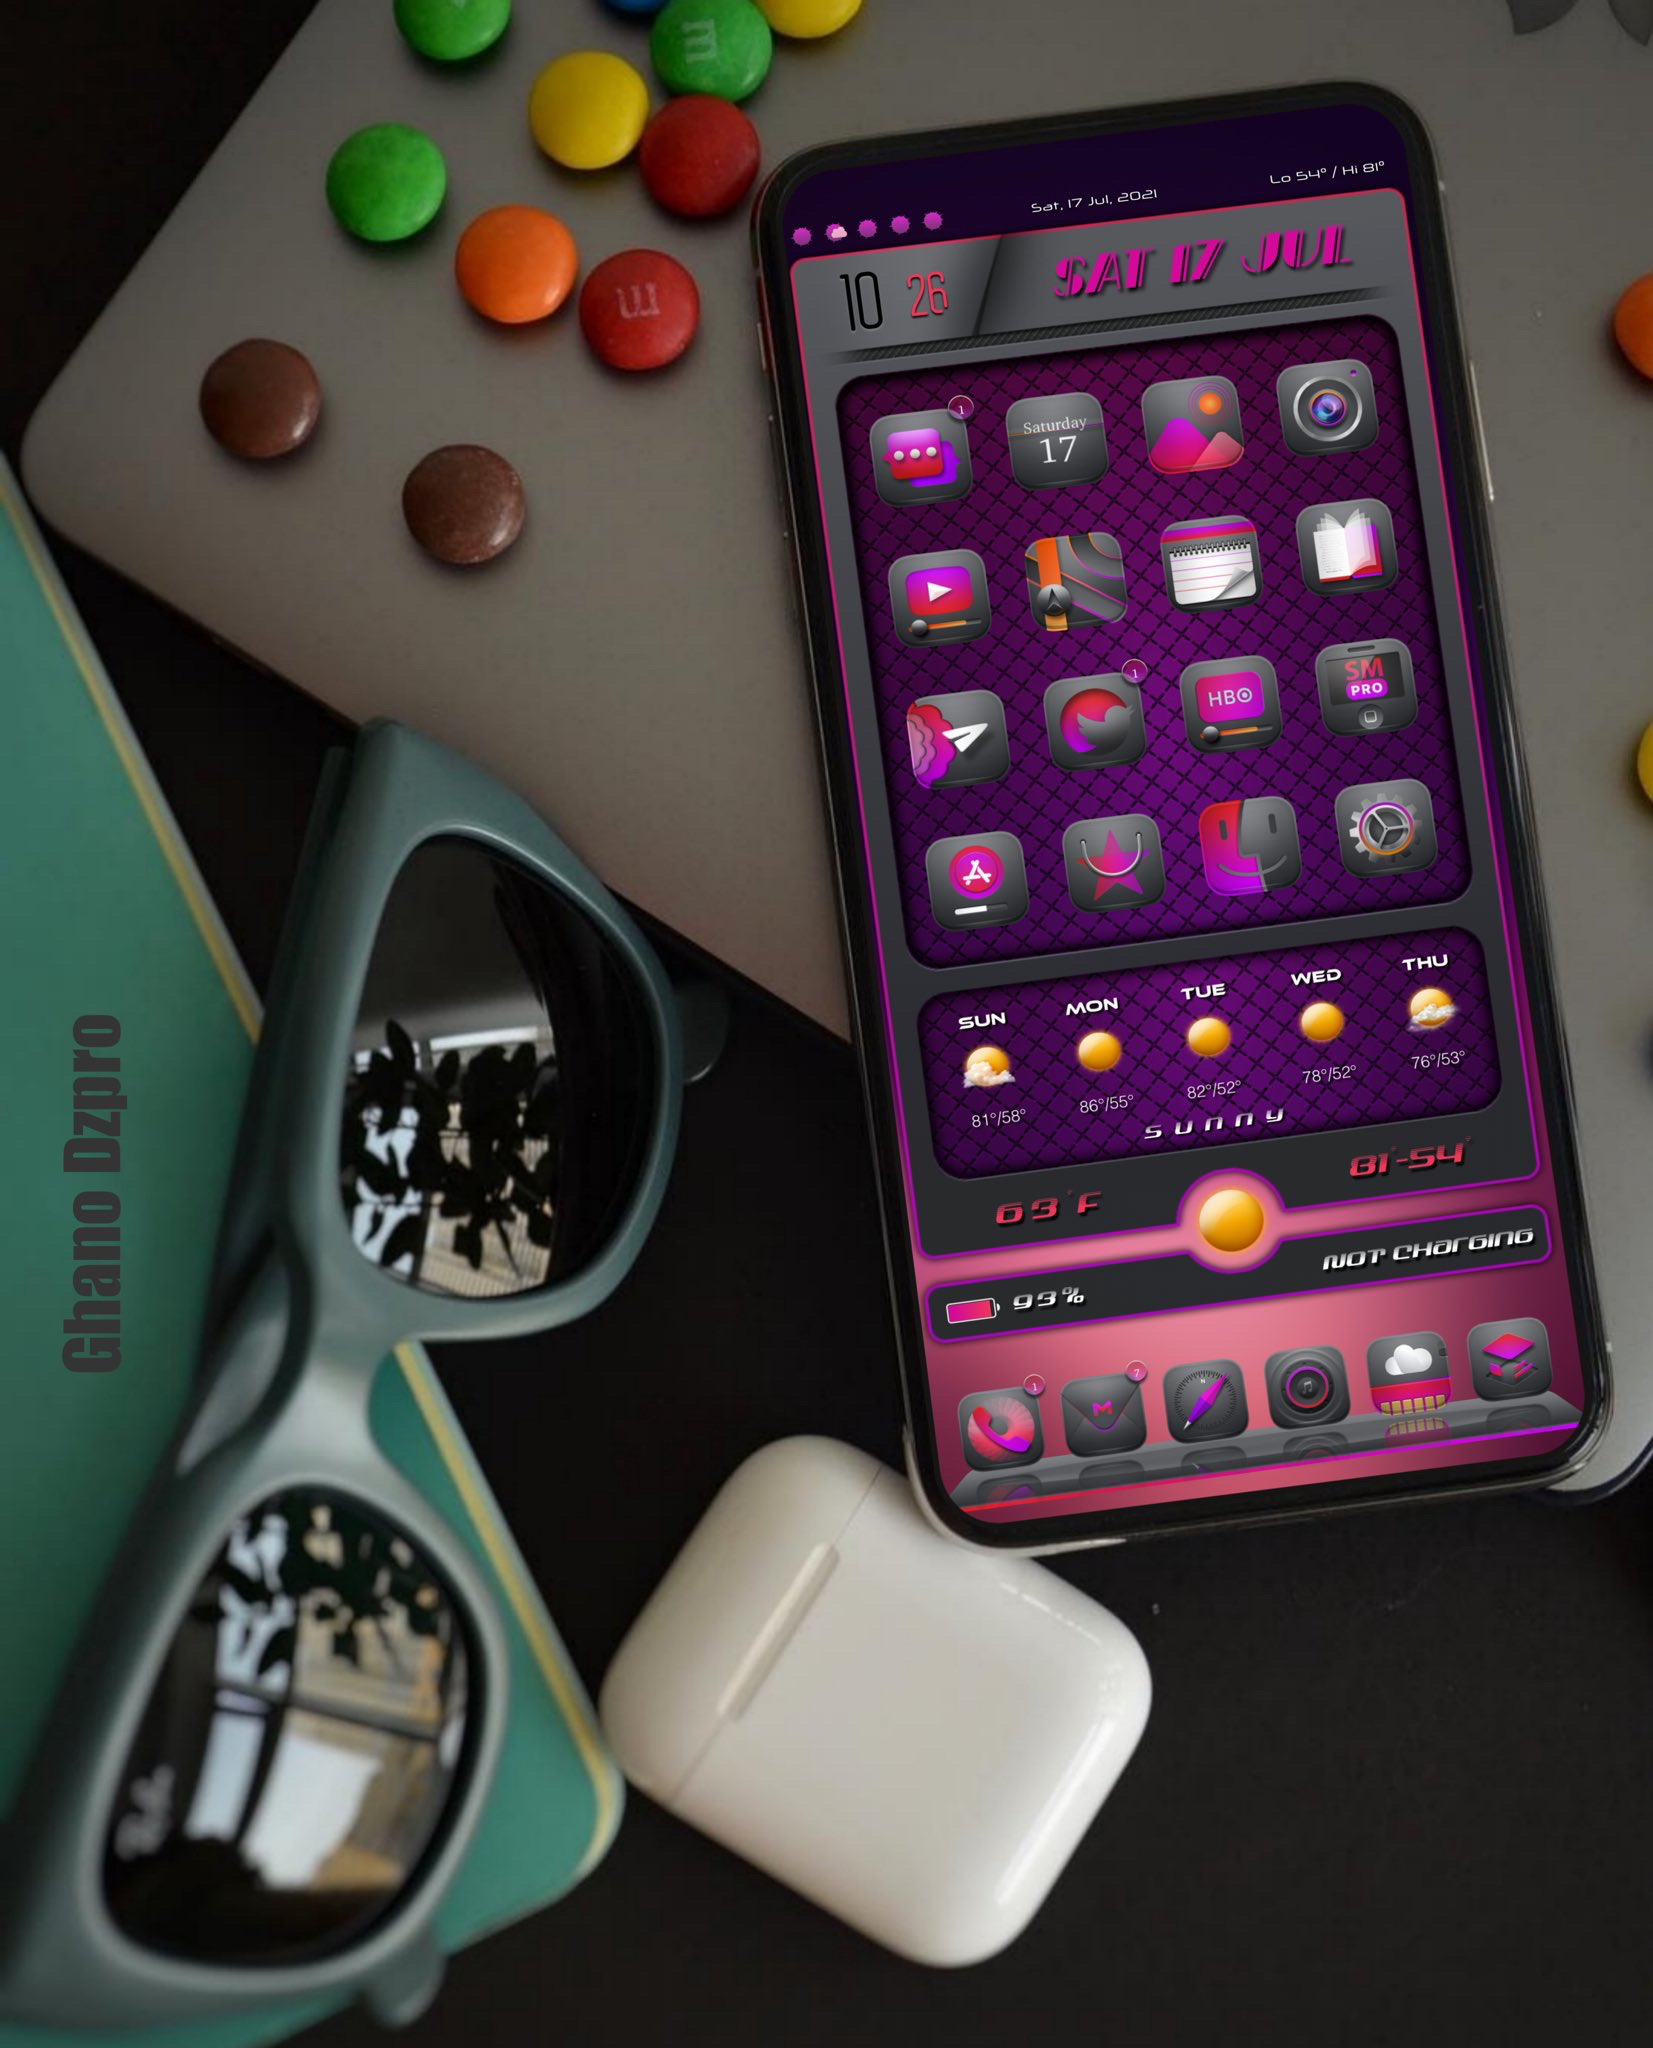 m
m
Lo 54° / Hi 81°
Sat, 17 Jul, 2021
10 26
SAT 17 JUL
1
Saturday
17
1
HBO
SM
PRO
SUN MON TUE WED THU
81°/58° 86°/55° 82°/52° 78°/52° 76°/53°
sunny
63°F
81°-54°
93%
NOT CHARGING
1
7
M
N
Ghano Dzpro